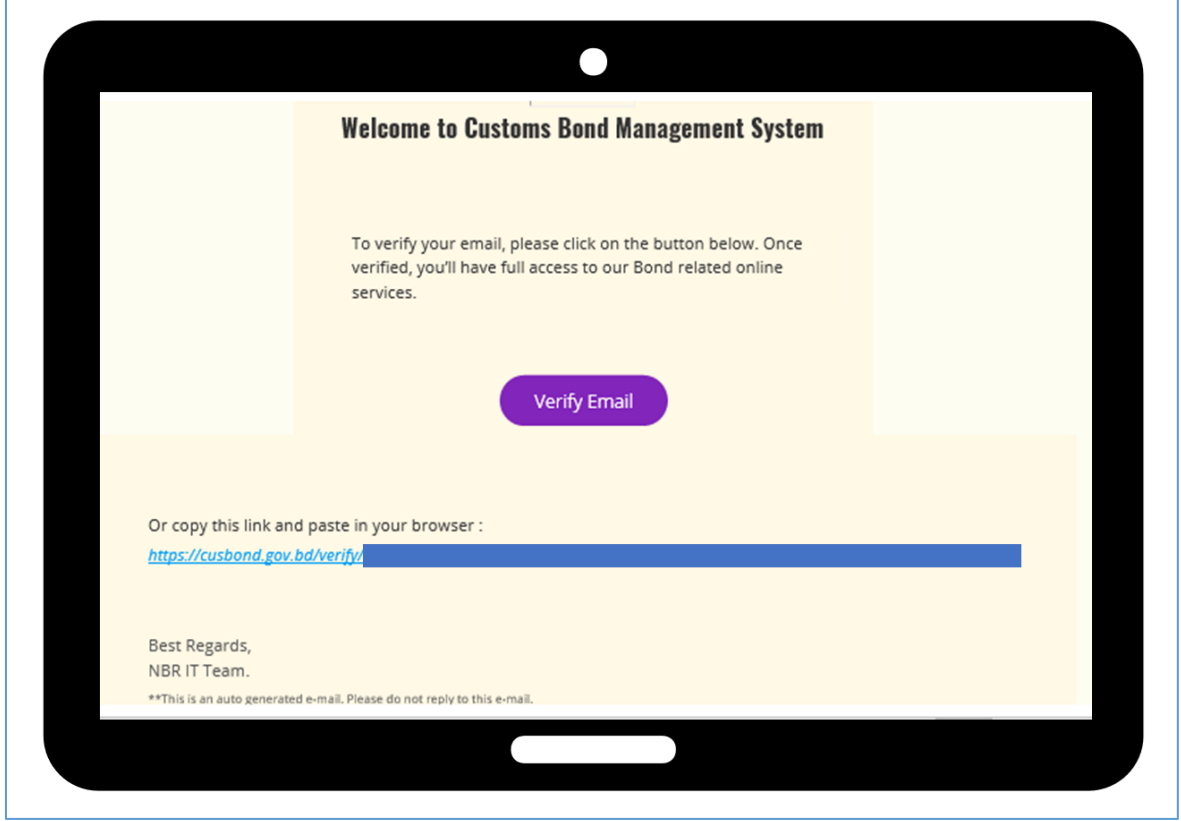 Welcome to Customs Bond Management System
To verify your email, please click on the button below. Once
verified, you'll have full access to our Bond related online
services.
Verify Email
Or copy this link and paste in your browser :
https://cusbond.gov.bd/verify/
Best Regards,
NBR IT Team.
**This is an auto generated e-mail. Please do not reply to this e-mail.